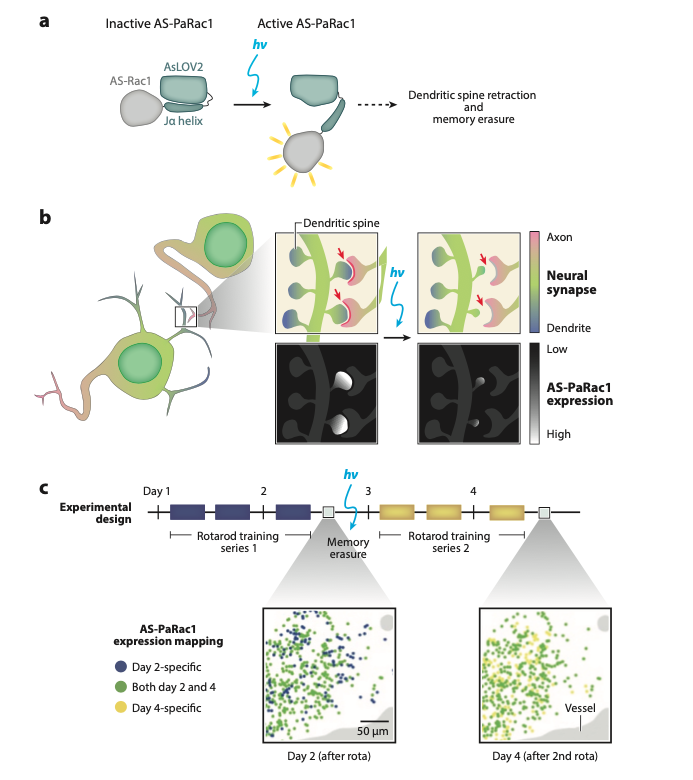 a
Inactive AS-PaRac1
Active AS-PaRac1
hν
AsLOV2
AS-Rac1
Jα helix
Dendritic spine retraction
and
memory erasure
b
Dendritic spine
hν
Axon
Neural
synapse
Dendrite
Low
AS-PaRac1
expression
High
c
hν
Day 1
2
3
4
Experimental
design
Rotarod training
series 1
Memory
erasure
Rotarod training
series 2
AS-PaRac1
expression mapping
Day 2-specific
Both day 2 and 4
Day 4-specific
50 μm
Vessel
Day 2 (after rota)
Day 4 (after 2nd rota)